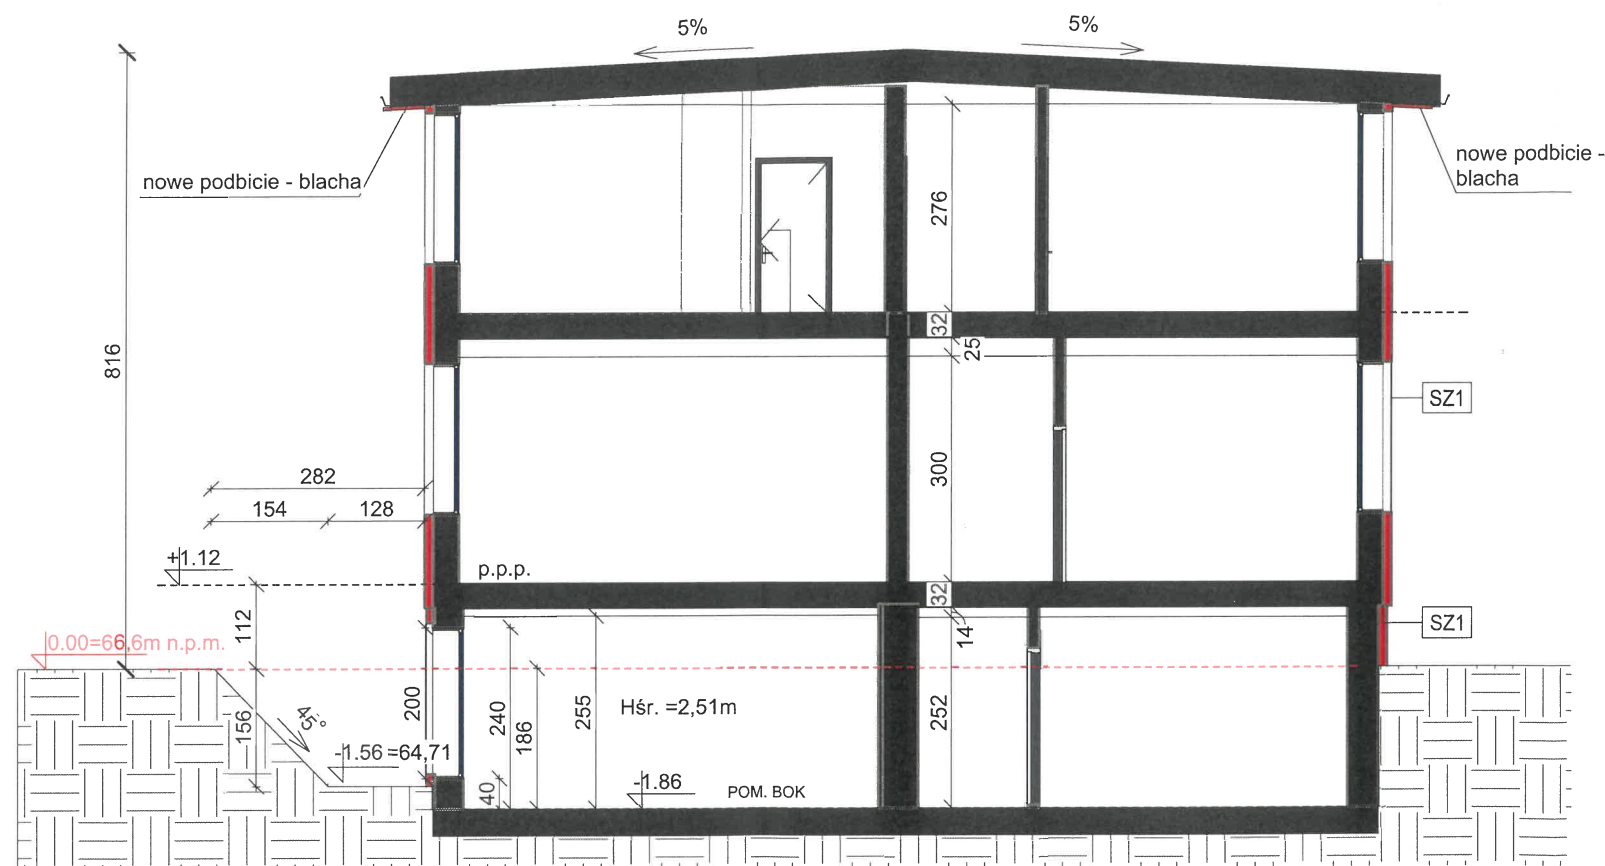 5%
5%
nowe podbicie - blacha
nowe podbicie -
blacha
276
32
25
816
SZ1
282
154
128
300
+1.12
p.p.p.
32
14
SZ1
112
0.00=66,6m n.p.m.
156
45°
200
240
186
255
Hśr. =2,51m
252
-1.56 =64,71
40
-1.86
POM. BOK